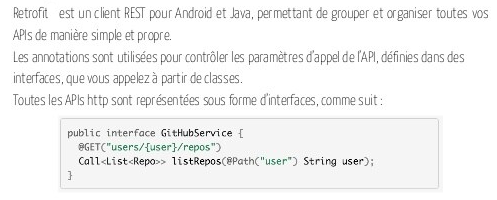 Retrofit est un client REST pour Android et Java, permettant de grouper et organiser toutes vos
APIs de manière simple et propre.
Les annotations sont utilisées pour contrôler les paramètres d'appel de l'API, définies dans des
interfaces, que vous appelez à partir de classes.
Toutes les APIs http sont représentées sous forme d'interfaces, comme suit :
public interface GitHubService {
@GET("users/{user}/repos")
Call<List<Repo>> listRepos(@Path("user") String user);
}